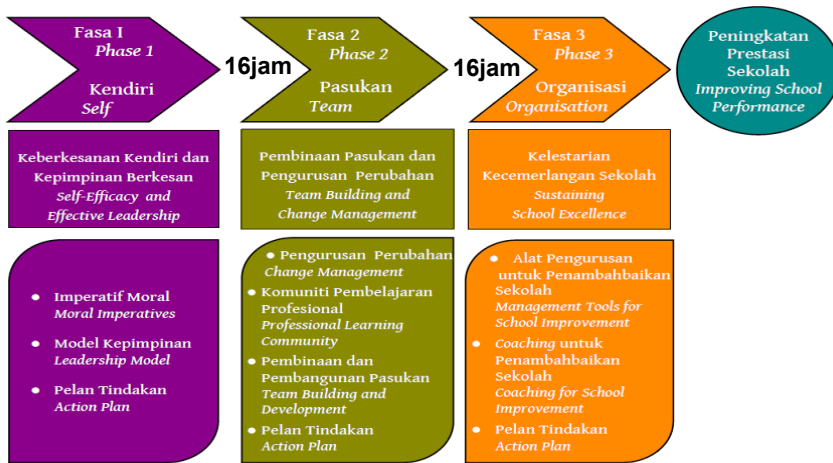 Fasa I
Phase 1
Kendiri
Self
16jam
Fasa 2
Phase 2
Pasukan
Team
16jam
Fasa 3
Phase 3
Organisasi
Organisation
Peningkatan
Prestasi
Sekolah
Improving School
Performance
Keberkesanan Kendiri dan
Kepimpinan Berkesan
Self-Efficacy and
Effective Leadership
Pembinaan Pasukan dan
Pengurusan Perubahan
Team Building and
Change Management
Kelestarian
Kecemerlangan Sekolah
Sustaining
School Excellence
● Imperatif Moral
Moral Imperatives
● Model Kepimpinan
Leadership Model
● Pelan Tindakan
Action Plan
● Pengurusan Perubahan
Change Management
● Komuniti Pembelajaran
Profesional
Professional Learning
Community
● Pembinaan dan
Pembangunan Pasukan
Team Building and
Development
● Pelan Tindakan
Action Plan
● Alat Pengurusan
untuk Penambahbaikan
Sekolah
Management Tools for
School Improvement
● Coaching untuk
Penambahbaikan
Sekolah
Coaching for School
Improvement
● Pelan Tindakan
Action Plan